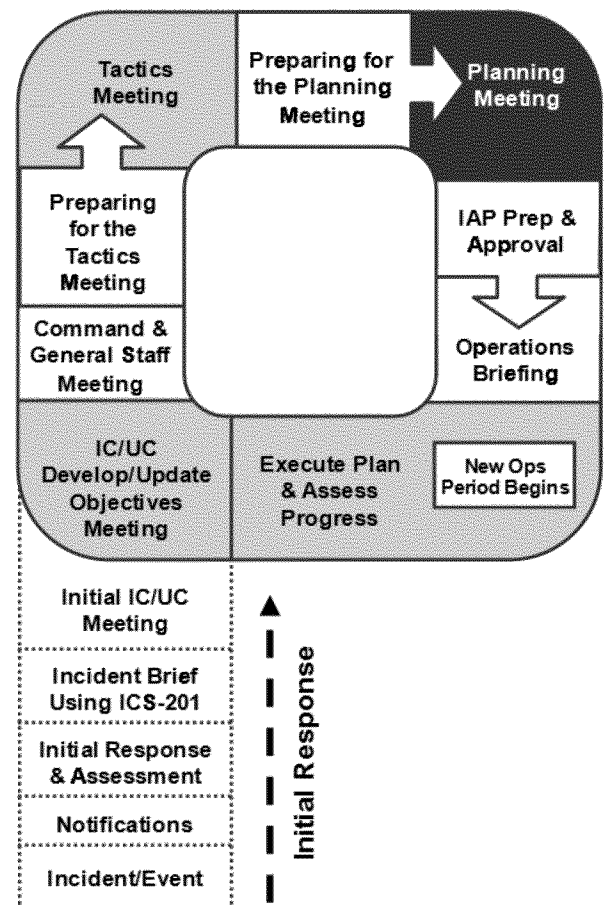 Tactics
Meeting
Preparing for
the Planning
Meeting
Planning
Meeting
Preparing
for the
Tactics
Meeting
IAP Prep &
Approval
Command &
General Staff
Meeting
Operations
Briefing
IC/UC
Develop/Update
Objectives
Meeting
Execute Plan
& Assess
Progress
New Ops
Period Begins
Initial IC/UC
Meeting
Incident Brief
Using ICS-201
Initial Response
& Assessment
Notifications
Incident/Event
Initial Response